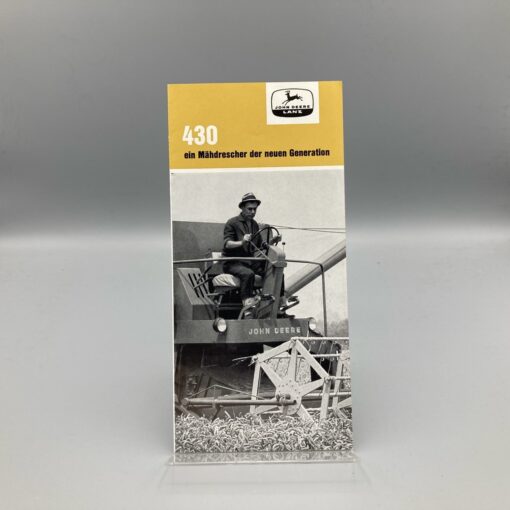 JOHN DEERE
LANZ
430
ein Mähdrescher der neuen Generation
JOHN DEERE